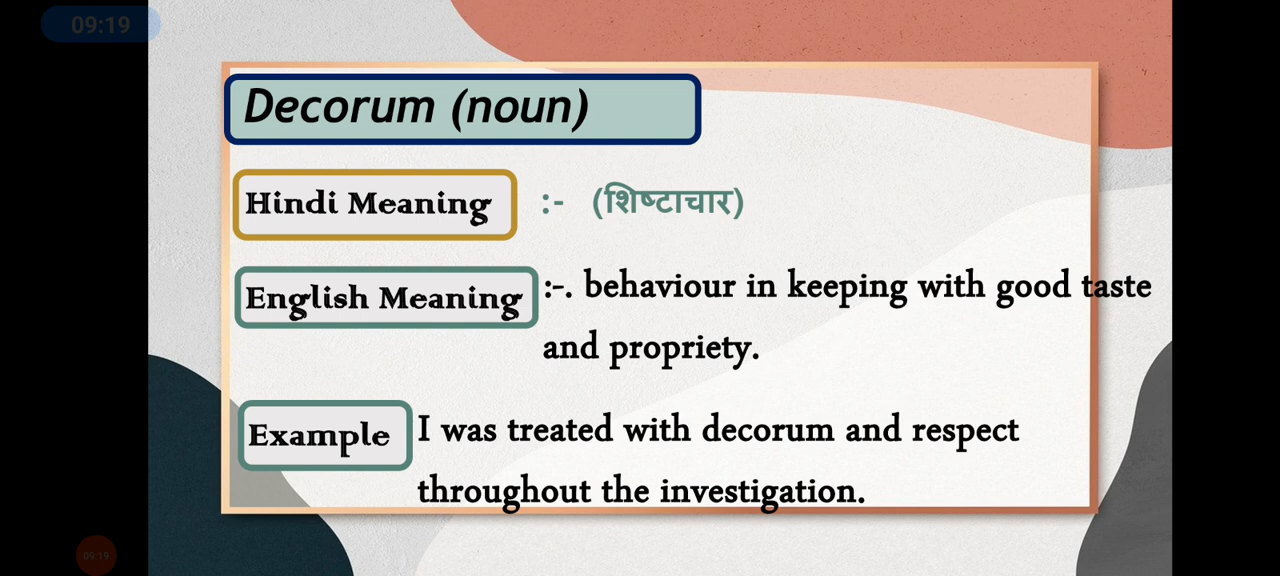 09:19
Decorum (noun)
Hindi Meaning :- (शिष्टाचार)
English Meaning :-. behaviour in keeping with good taste
and propriety.
Example I was treated with decorum and respect
throughout the investigation.
09:19